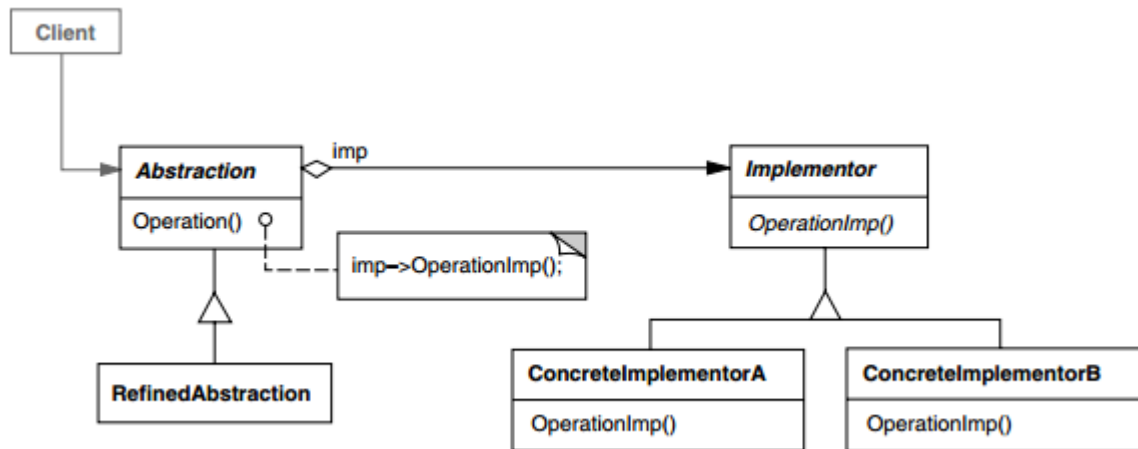 Client
imp
Abstraction
Implementor
Operation()
OperationImp()
imp->OperationImp();
RefinedAbstraction
ConcreteImplementorA
ConcreteImplementorB
OperationImp()
OperationImp()